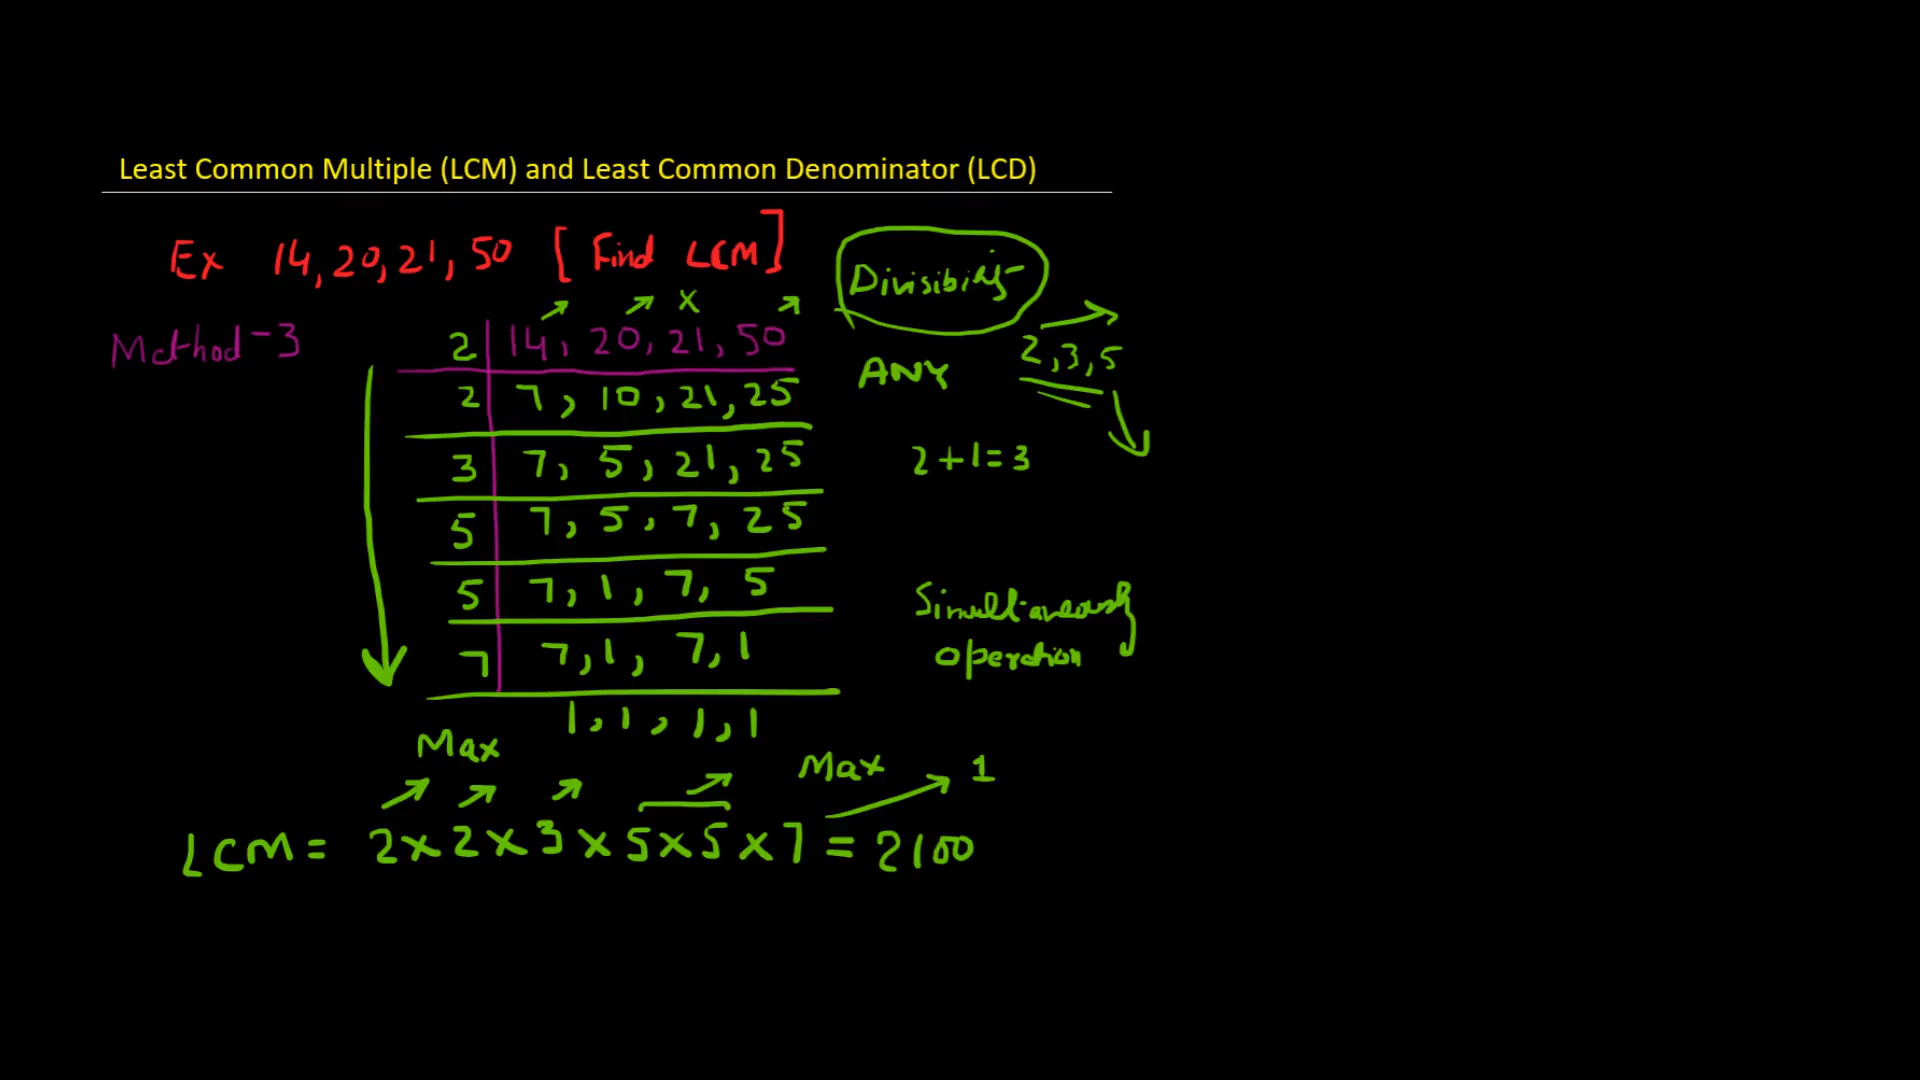 Least Common Multiple (LCM) and Least Common Denominator (LCD)
Ex 14, 20, 21, 50 [ Find LCM ]
Divisibility
x
Method-3
2 | 14, 20, 21, 50
2, 3, 5
ANY
2 | 7, 10, 21, 25
3 | 7, 5, 21, 25
2+1=3
5 | 7, 5, 7, 25
5 | 7, 1, 7, 5
Simultaneously
operation
7 | 7, 1, 7, 1
1, 1, 1, 1
Max
Max
1
LCM = 2 x 2 x 3 x 5 x 5 x 7 = 2100